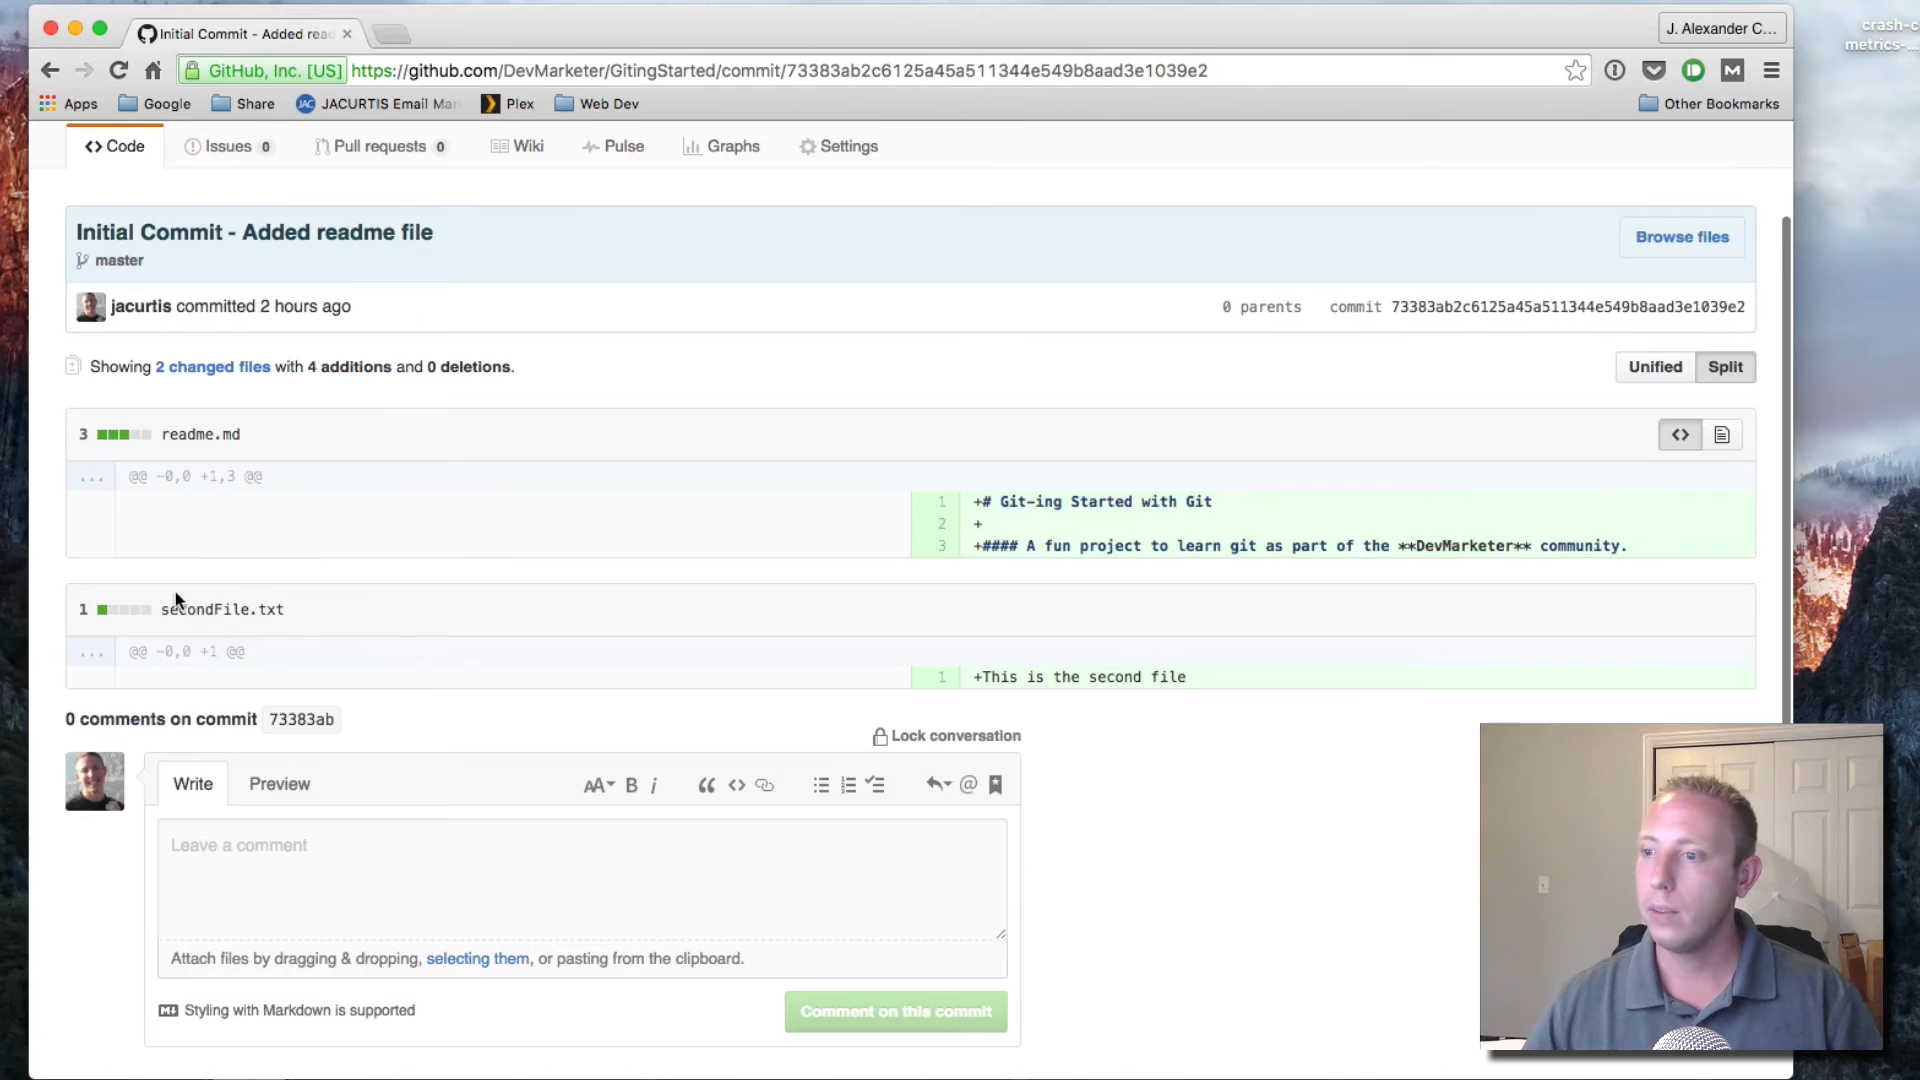 Initial Commit - Added rea
J. Alexander C...
crash-c
metrics-...
GitHub, Inc. [US] https://github.com/DevMarketer/GitingStarted/commit/73383ab2c6125a45a511344e549b8aad3e1039e2
Apps Google Share JAC JACURTIS Email Mar Plex Web Dev Other Bookmarks
Code Issues 0 Pull requests 0 Wiki Pulse Graphs Settings
Initial Commit - Added readme file
Browse files
master
jacurtis committed 2 hours ago 0 parents commit 73383ab2c6125a45a511344e549b8aad3e1039e2
Showing 2 changed files with 4 additions and 0 deletions. Unified Split
3 readme.md
... @@ -0,0 +1,3 @@
1 +# Git-ing Started with Git
2 +
3 +#### A fun project to learn git as part of the **DevMarketer** community.
1 secondFile.txt
... @@ -0,0 +1 @@
1 +This is the second file
0 comments on commit 73383ab
Lock conversation
Write Preview AA B i
Leave a comment
Attach files by dragging & dropping, selecting them, or pasting from the clipboard.
Styling with Markdown is supported
Comment on this commit